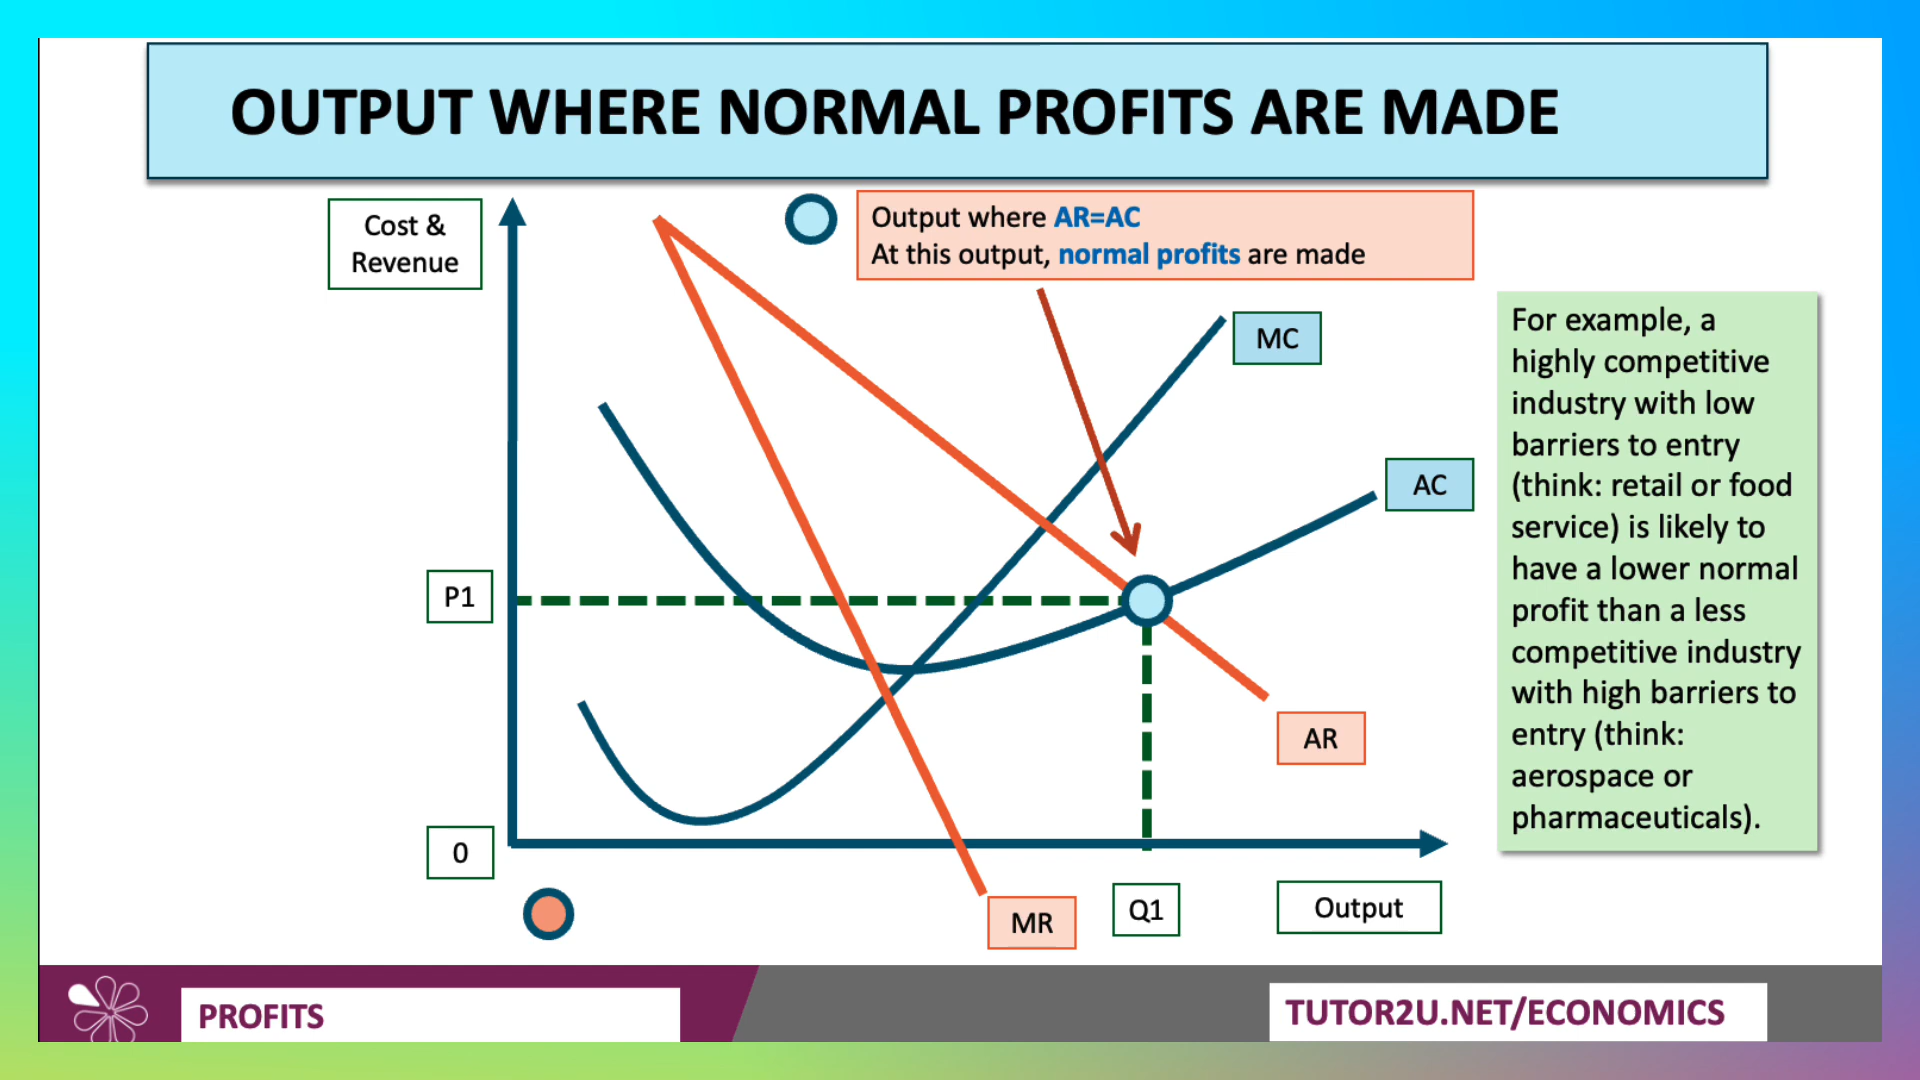 OUTPUT WHERE NORMAL PROFITS ARE MADE
Cost &
Revenue
Output where AR=AC
At this output, normal profits are made
MC
AC
P1
AR
0
MR
Q1
Output
For example, a
highly competitive
industry with low
barriers to entry
(think: retail or food
service) is likely to
have a lower normal
profit than a less
competitive industry
with high barriers to
entry (think:
aerospace or
pharmaceuticals).
PROFITS
TUTOR2U.NET/ECONOMICS